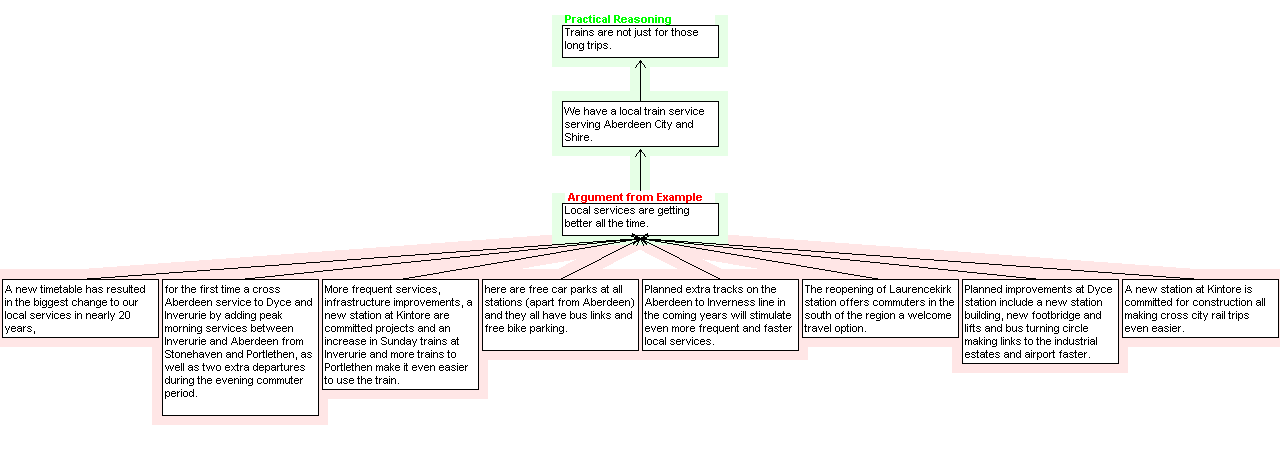 Practical Reasoning
Trains are not just for those
long trips.
We have a local train service
serving Aberdeen City and
Shire.
Argument from Example
Local services are getting
better all the time.
A new timetable has resulted
in the biggest change to our
local services in nearly 20
years,
for the first time a cross
Aberdeen service to Dyce and
Inverurie by adding peak
morning services between
Inverurie and Aberdeen from
Stonehaven and Portlethen, as
well as two extra departures
during the evening commuter
period.
More frequent services,
infrastructure improvements, a
new station at Kintore are
committed projects and an
increase in Sunday trains at
Inverurie and more trains to
Portlethen make it even easier
to use the train.
here are free car parks at all
stations (apart from Aberdeen)
and they all have bus links and
free bike parking.
Planned extra tracks on the
Aberdeen to Inverness line in
the coming years will stimulate
even more frequent and faster
local services.
The reopening of Laurencekirk
station offers commuters in the
south of the region a welcome
travel option.
Planned improvements at Dyce
station include a new station
building, new footbridge and
lifts and bus turning circle
making links to the industrial
estates and airport faster.
A new station at Kintore is
committed for construction all
making cross city rail trips
even easier.